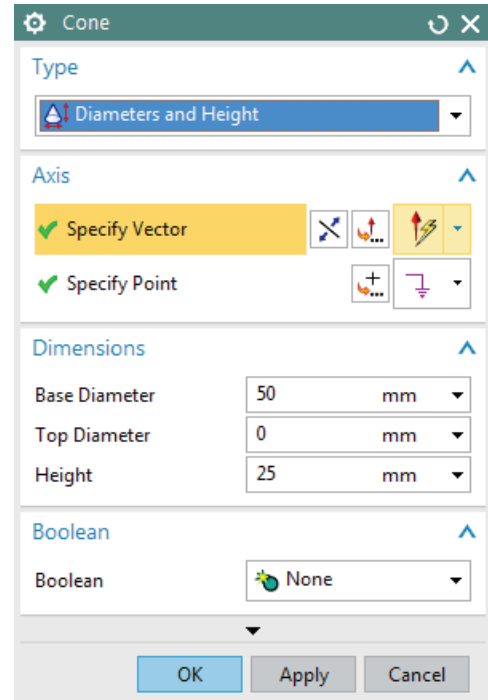 Cone
Type
Diameters and Height
Axis
Specify Vector
...
Specify Point
...
Dimensions
Base Diameter 50 mm
Top Diameter 0 mm
Height 25 mm
Boolean
Boolean None
OK Apply Cancel